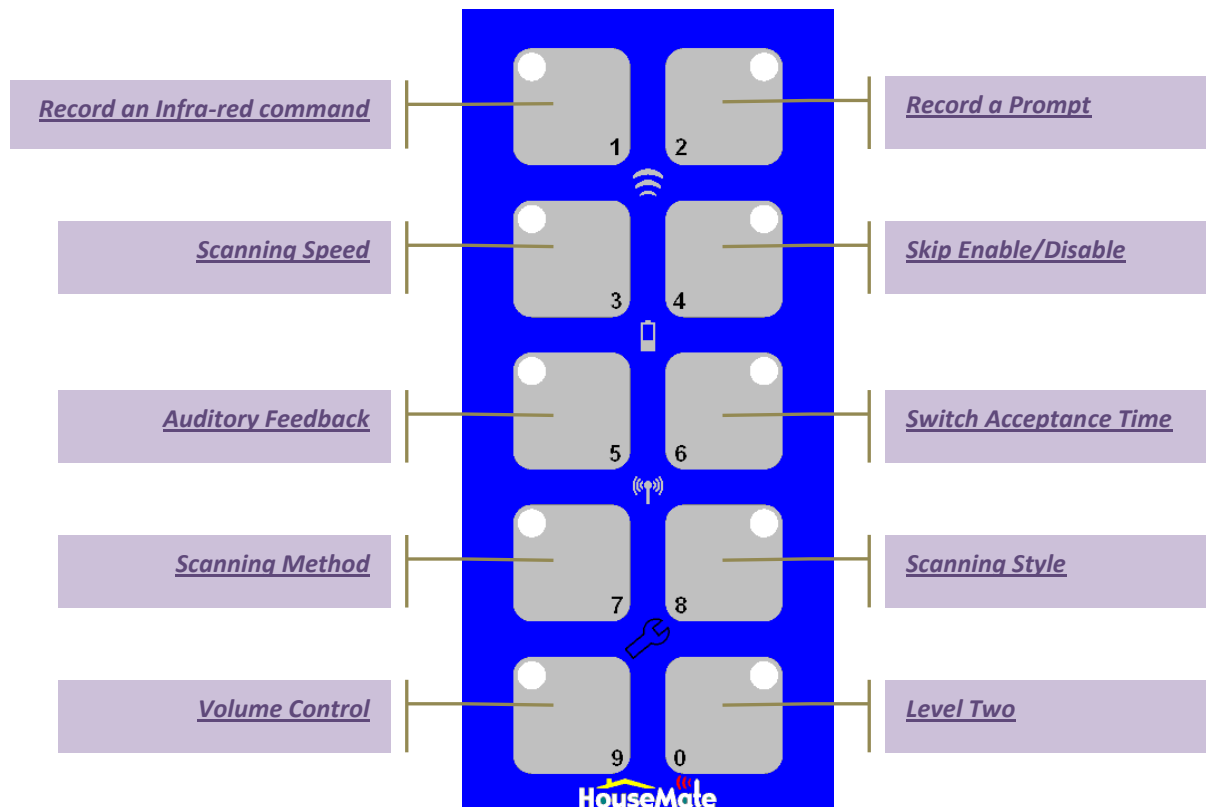 Record an Infra-red command
Record a Prompt
1 2
Scanning Speed
Skip Enable/Disable
3 4
Auditory Feedback
Switch Acceptance Time
5 6
Scanning Method
Scanning Style
7 8
Volume Control
Level Two
9 0
HouseMate